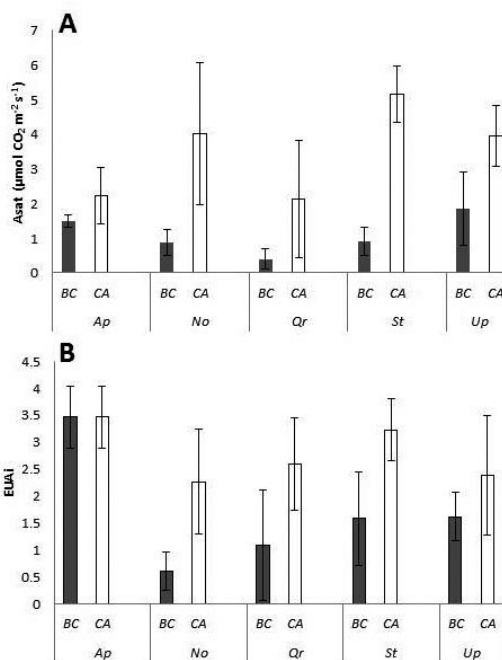 A
Asat (µmol CO₂ m⁻² s⁻¹)
7
6
5
4
3
2
1
0
BC CA BC CA BC CA BC CA BC CA
Ap No Qr St Up
B
EUAi
4.5
4
3.5
3
2.5
2
1.5
1
0.5
0
BC CA BC CA BC CA BC CA BC CA
Ap No Qr St Up